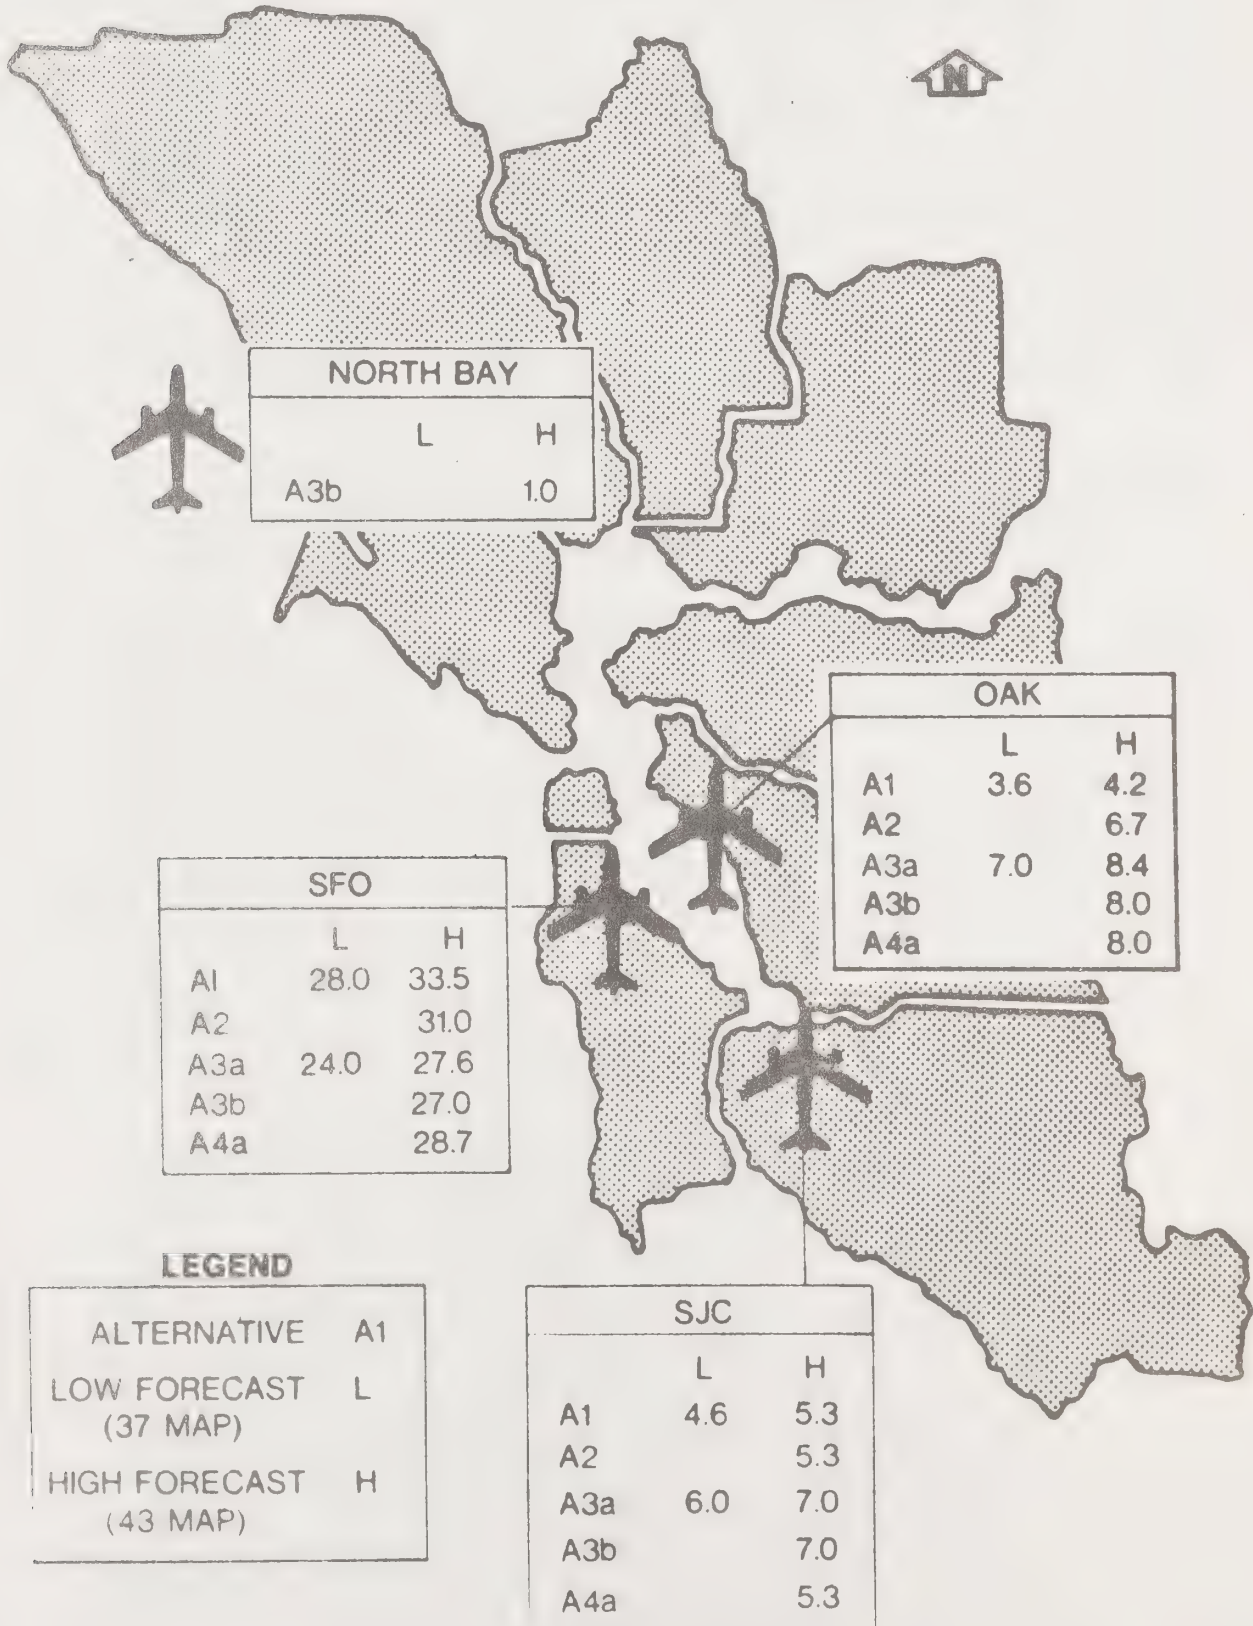 N
NORTH BAY
L H
A3b 1.0
OAK
L H
A1 3.6 4.2
A2 6.7
A3a 7.0 8.4
A3b 8.0
A4a 8.0
SFO
L H
A1 28.0 33.5
A2 31.0
A3a 24.0 27.6
A3b 27.0
A4a 28.7
LEGEND
ALTERNATIVE A1
LOW FORECAST L
(37 MAP)
HIGH FORECAST H
(43 MAP)
SJC
L H
A1 4.6 5.3
A2 5.3
A3a 6.0 7.0
A3b 7.0
A4a 5.3